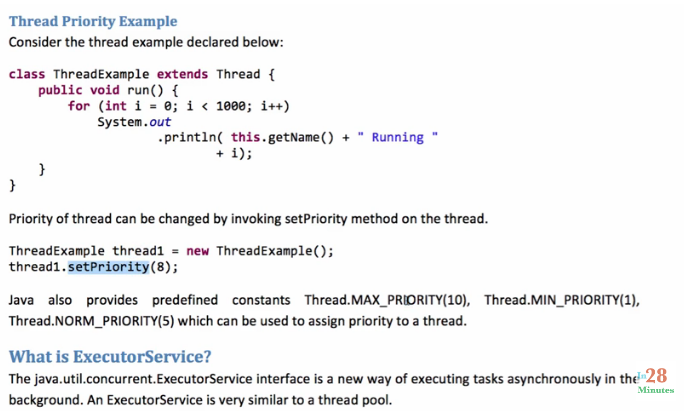 Thread Priority Example
Consider the thread example declared below:
class ThreadExample extends Thread {
public void run() {
for (int i = 0; i < 1000; i++)
System.out
.println( this.getName() + " Running "
+ i);
}
}
Priority of thread can be changed by invoking setPriority method on the thread.
ThreadExample thread1 = new ThreadExample();
thread1.setPriority(8);
Java also provides predefined constants Thread.MAX_PRIORITY(10), Thread.MIN_PRIORITY(1),
Thread.NORM_PRIORITY(5) which can be used to assign priority to a thread.
What is ExecutorService?
The java.util.concurrent.ExecutorService interface is a new way of executing tasks asynchronously in the
background. An ExecutorService is very similar to a thread pool.
In28
Minutes